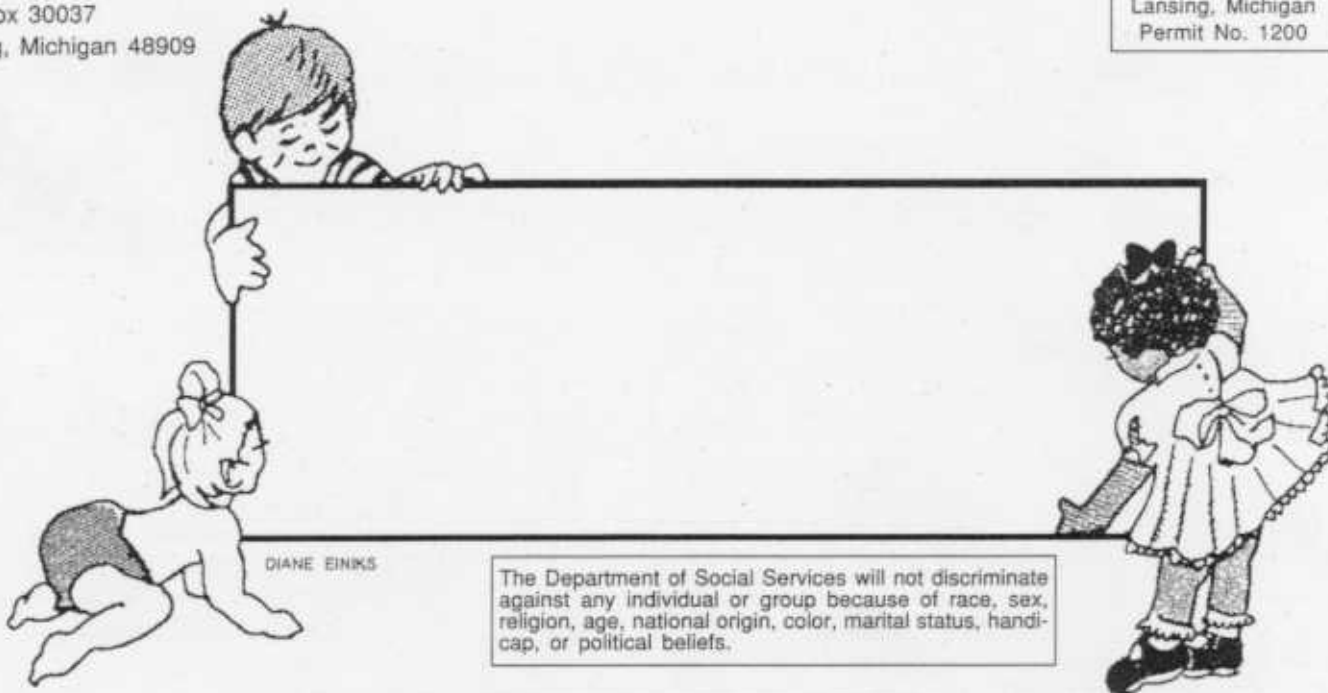 ox 30037
, Michigan 48909
Lansing, Michigan
Permit No. 1200
DIANE EINIKS
The Department of Social Services will not discriminate
against any individual or group because of race, sex,
religion, age, national origin, color, marital status, handi-
cap, or political beliefs.